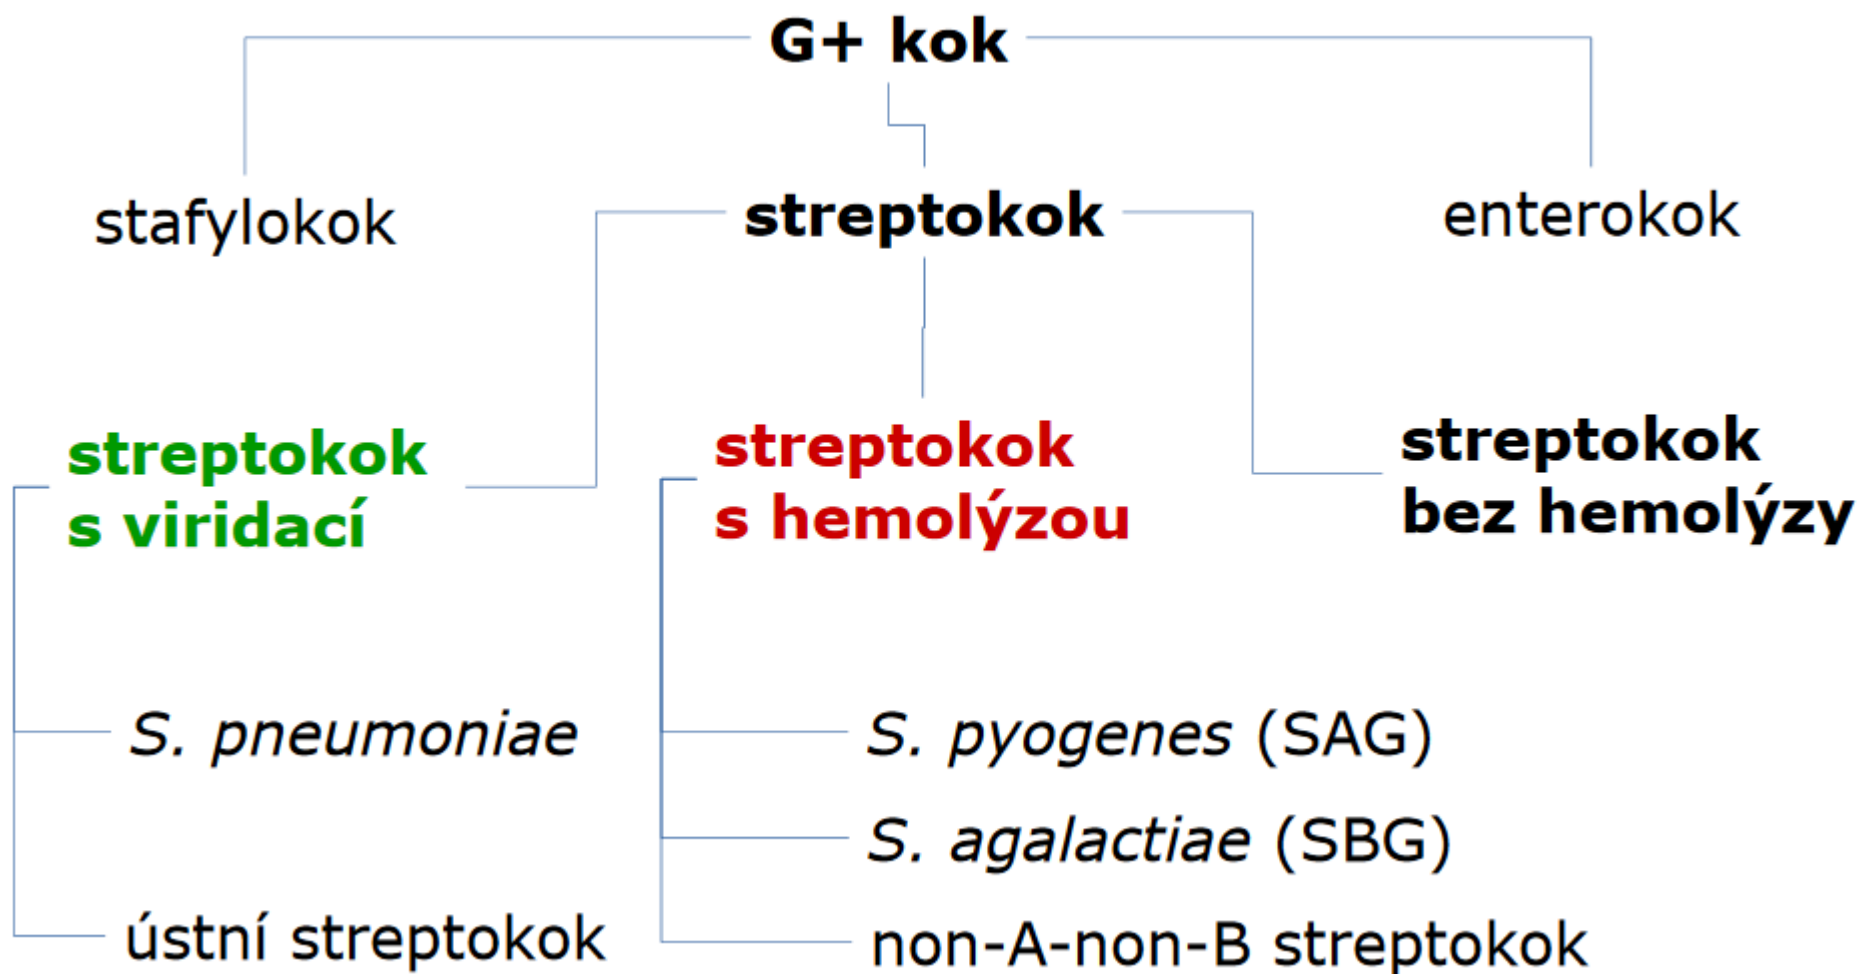 G+ kok
stafylokok
streptokok
enterokok
streptokok
s viridací
streptokok
s hemolýzou
streptokok
bez hemolýzy
S. pneumoniae
ústní streptokok
S. pyogenes (SAG)
S. agalactiae (SBG)
non-A-non-B streptokok